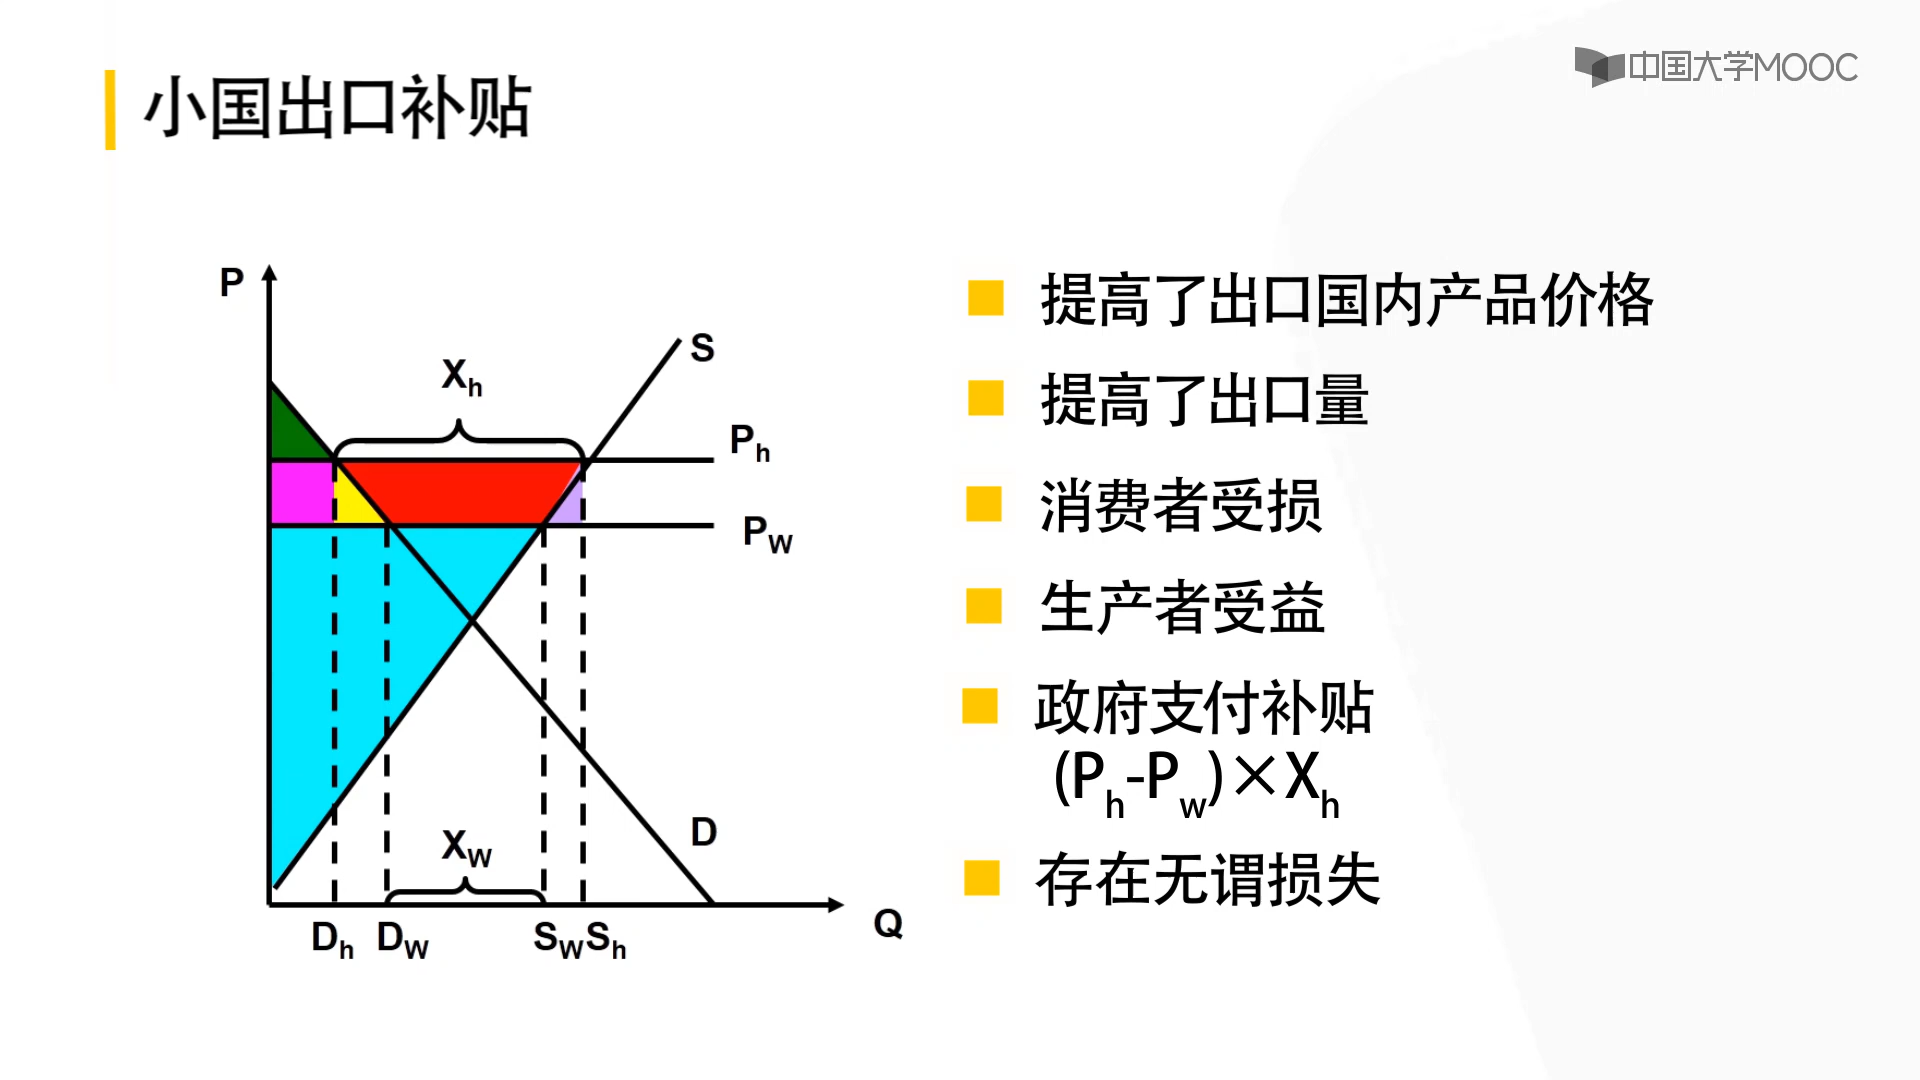 中国大学MOOC
小国出口补贴
P
S
Xh
Ph
PW
D
XW
Q
Dh DW SW Sh
提高了出口国内产品价格
提高了出口量
消费者受损
生产者受益
政府支付补贴
(Ph-Pw)×Xh
存在无谓损失